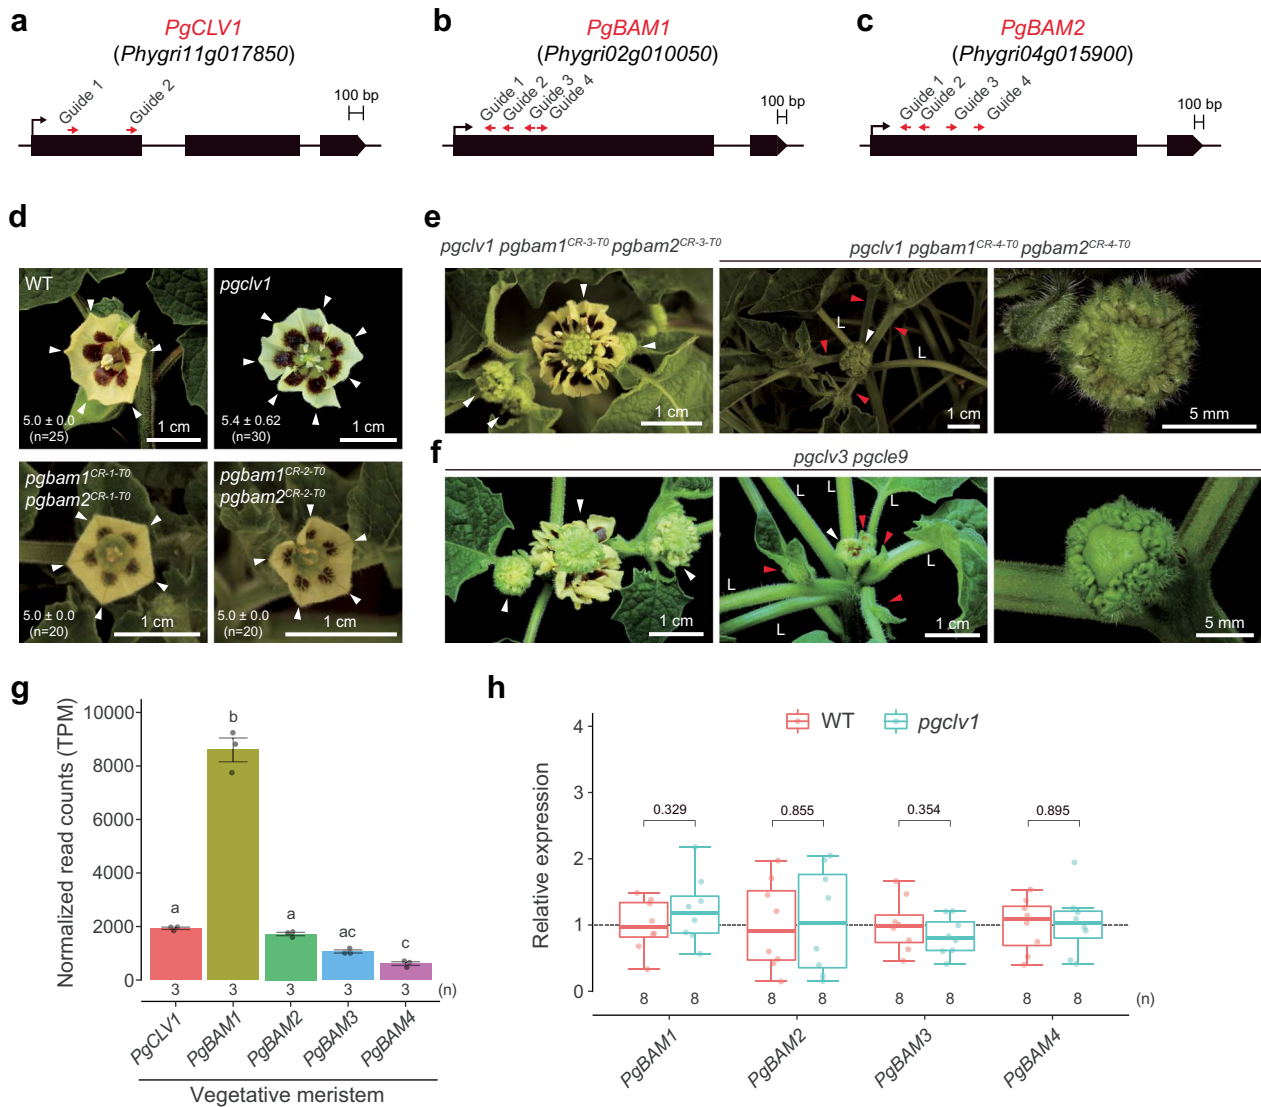 a
PgCLV1
(Phygri11g017850)
Guide 1
Guide 2
100 bp
b
PgBAM1
(Phygri02g010050)
Guide 1
Guide 2
Guide 3
Guide 4
100 bp
c
PgBAM2
(Phygri04g015900)
Guide 1
Guide 2
Guide 3
Guide 4
100 bp
d
WT
5.0 ± 0.0
(n=25)
1 cm
pgclv1
5.4 ± 0.62
(n=30)
1 cm
pgbam1CR-1-T0
pgbam2CR-1-T0
5.0 ± 0.0
(n=20)
1 cm
pgbam1CR-2-T0
pgbam2CR-2-T0
5.0 ± 0.0
(n=20)
1 cm
e
pgclv1 pgbam1CR-3-T0 pgbam2CR-3-T0
pgclv1 pgbam1CR-4-T0 pgbam2CR-4-T0
1 cm
L
L
1 cm
5 mm
f
pgclv3 pgcle9
1 cm
L
L
L
L
L
L
1 cm
5 mm
g
Normalized read counts (TPM)
10000
8000
6000
4000
2000
0
a
b
a
ac
c
3
3
3
3
3
(n)
PgCLV1
PgBAM1
PgBAM2
PgBAM3
PgBAM4
Vegetative meristem
h
WT
pgclv1
Relative expression
4
3
2
1
0
0.329
0.855
0.354
0.895
8
8
8
8
8
8
8
8
(n)
PgBAM1
PgBAM2
PgBAM3
PgBAM4